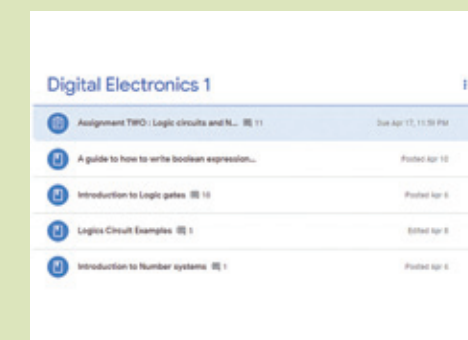 Digital Electronics 1
Assignment TWO : Logic circuits and N... 11 Due Apr 17, 11:59 PM
A guide to how to write boolean expression... Posted Apr 10
Introduction to Logic gates 10 Posted Apr 6
Logics Circuit Examples 1 Edited Apr 8
Introduction to Number systems 1 Posted Apr 6